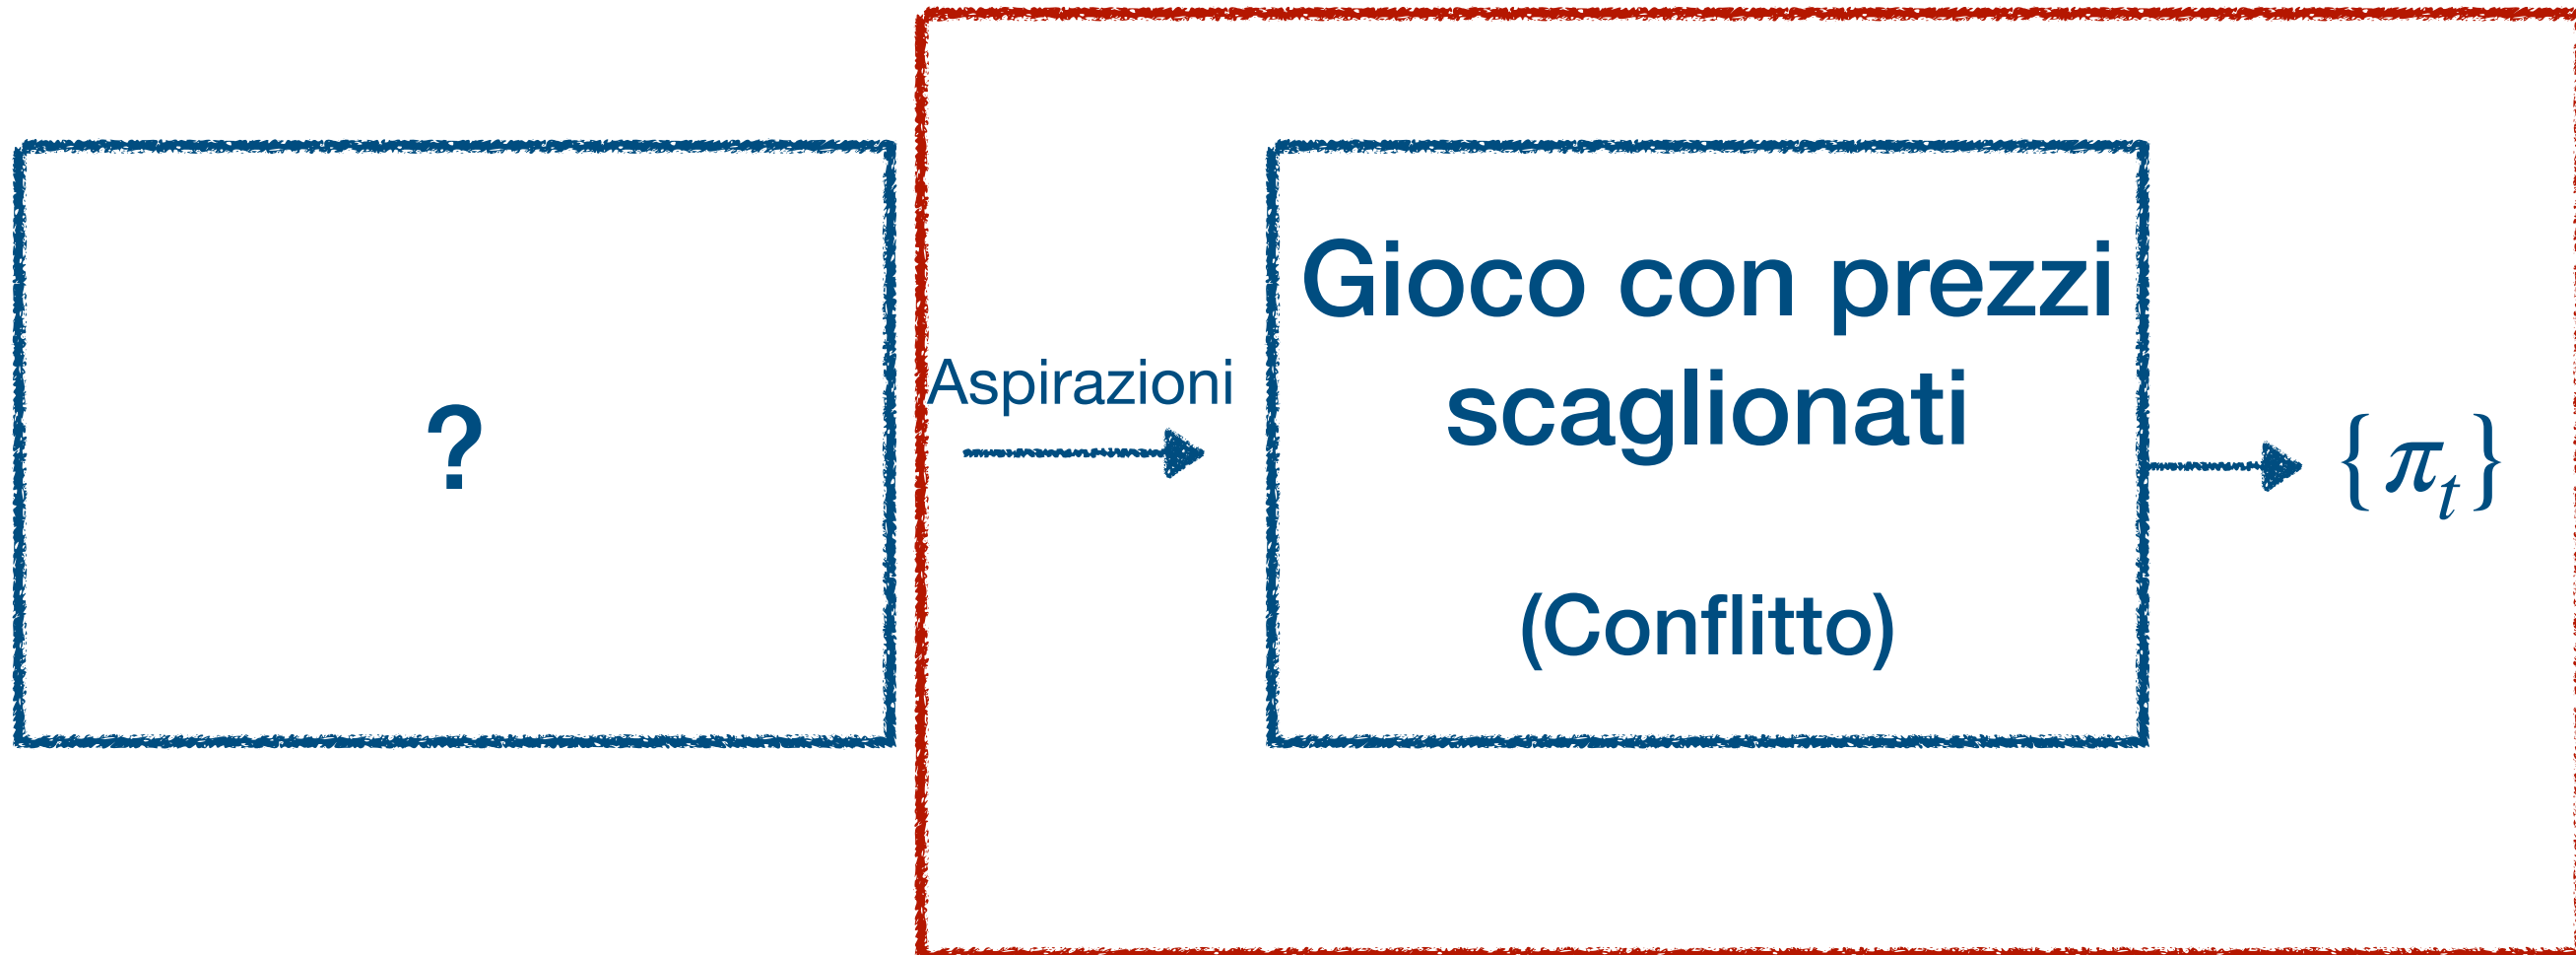 ?
Aspirazioni
Gioco con prezzi
scaglionati
(Conflitto)
{π_t}